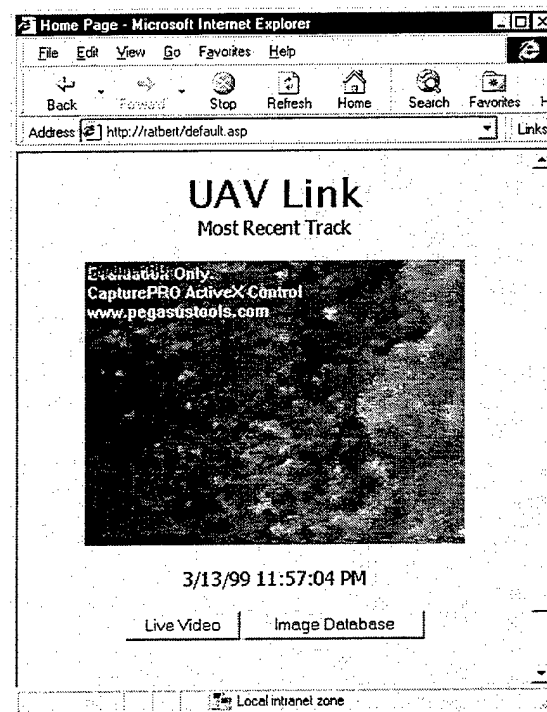 Home Page - Microsoft Internet Explorer
File Edit View Go Favorites Help
Back Forward Stop Refresh Home Search Favorites H
Address http://ratbert/default.asp Links
UAV Link
Most Recent Track
Evaluation Only.
CapturePRO ActiveX Control
www.pegasustools.com
3/13/99 11:57:04 PM
Live Video Image Database
Local intranet zone